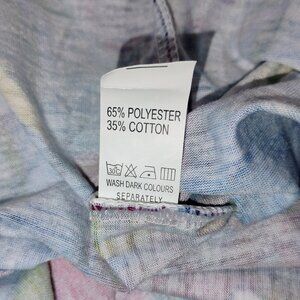 65% POLYESTER
35% COTTON
WASH DARK COLOURS
SEPARATELY